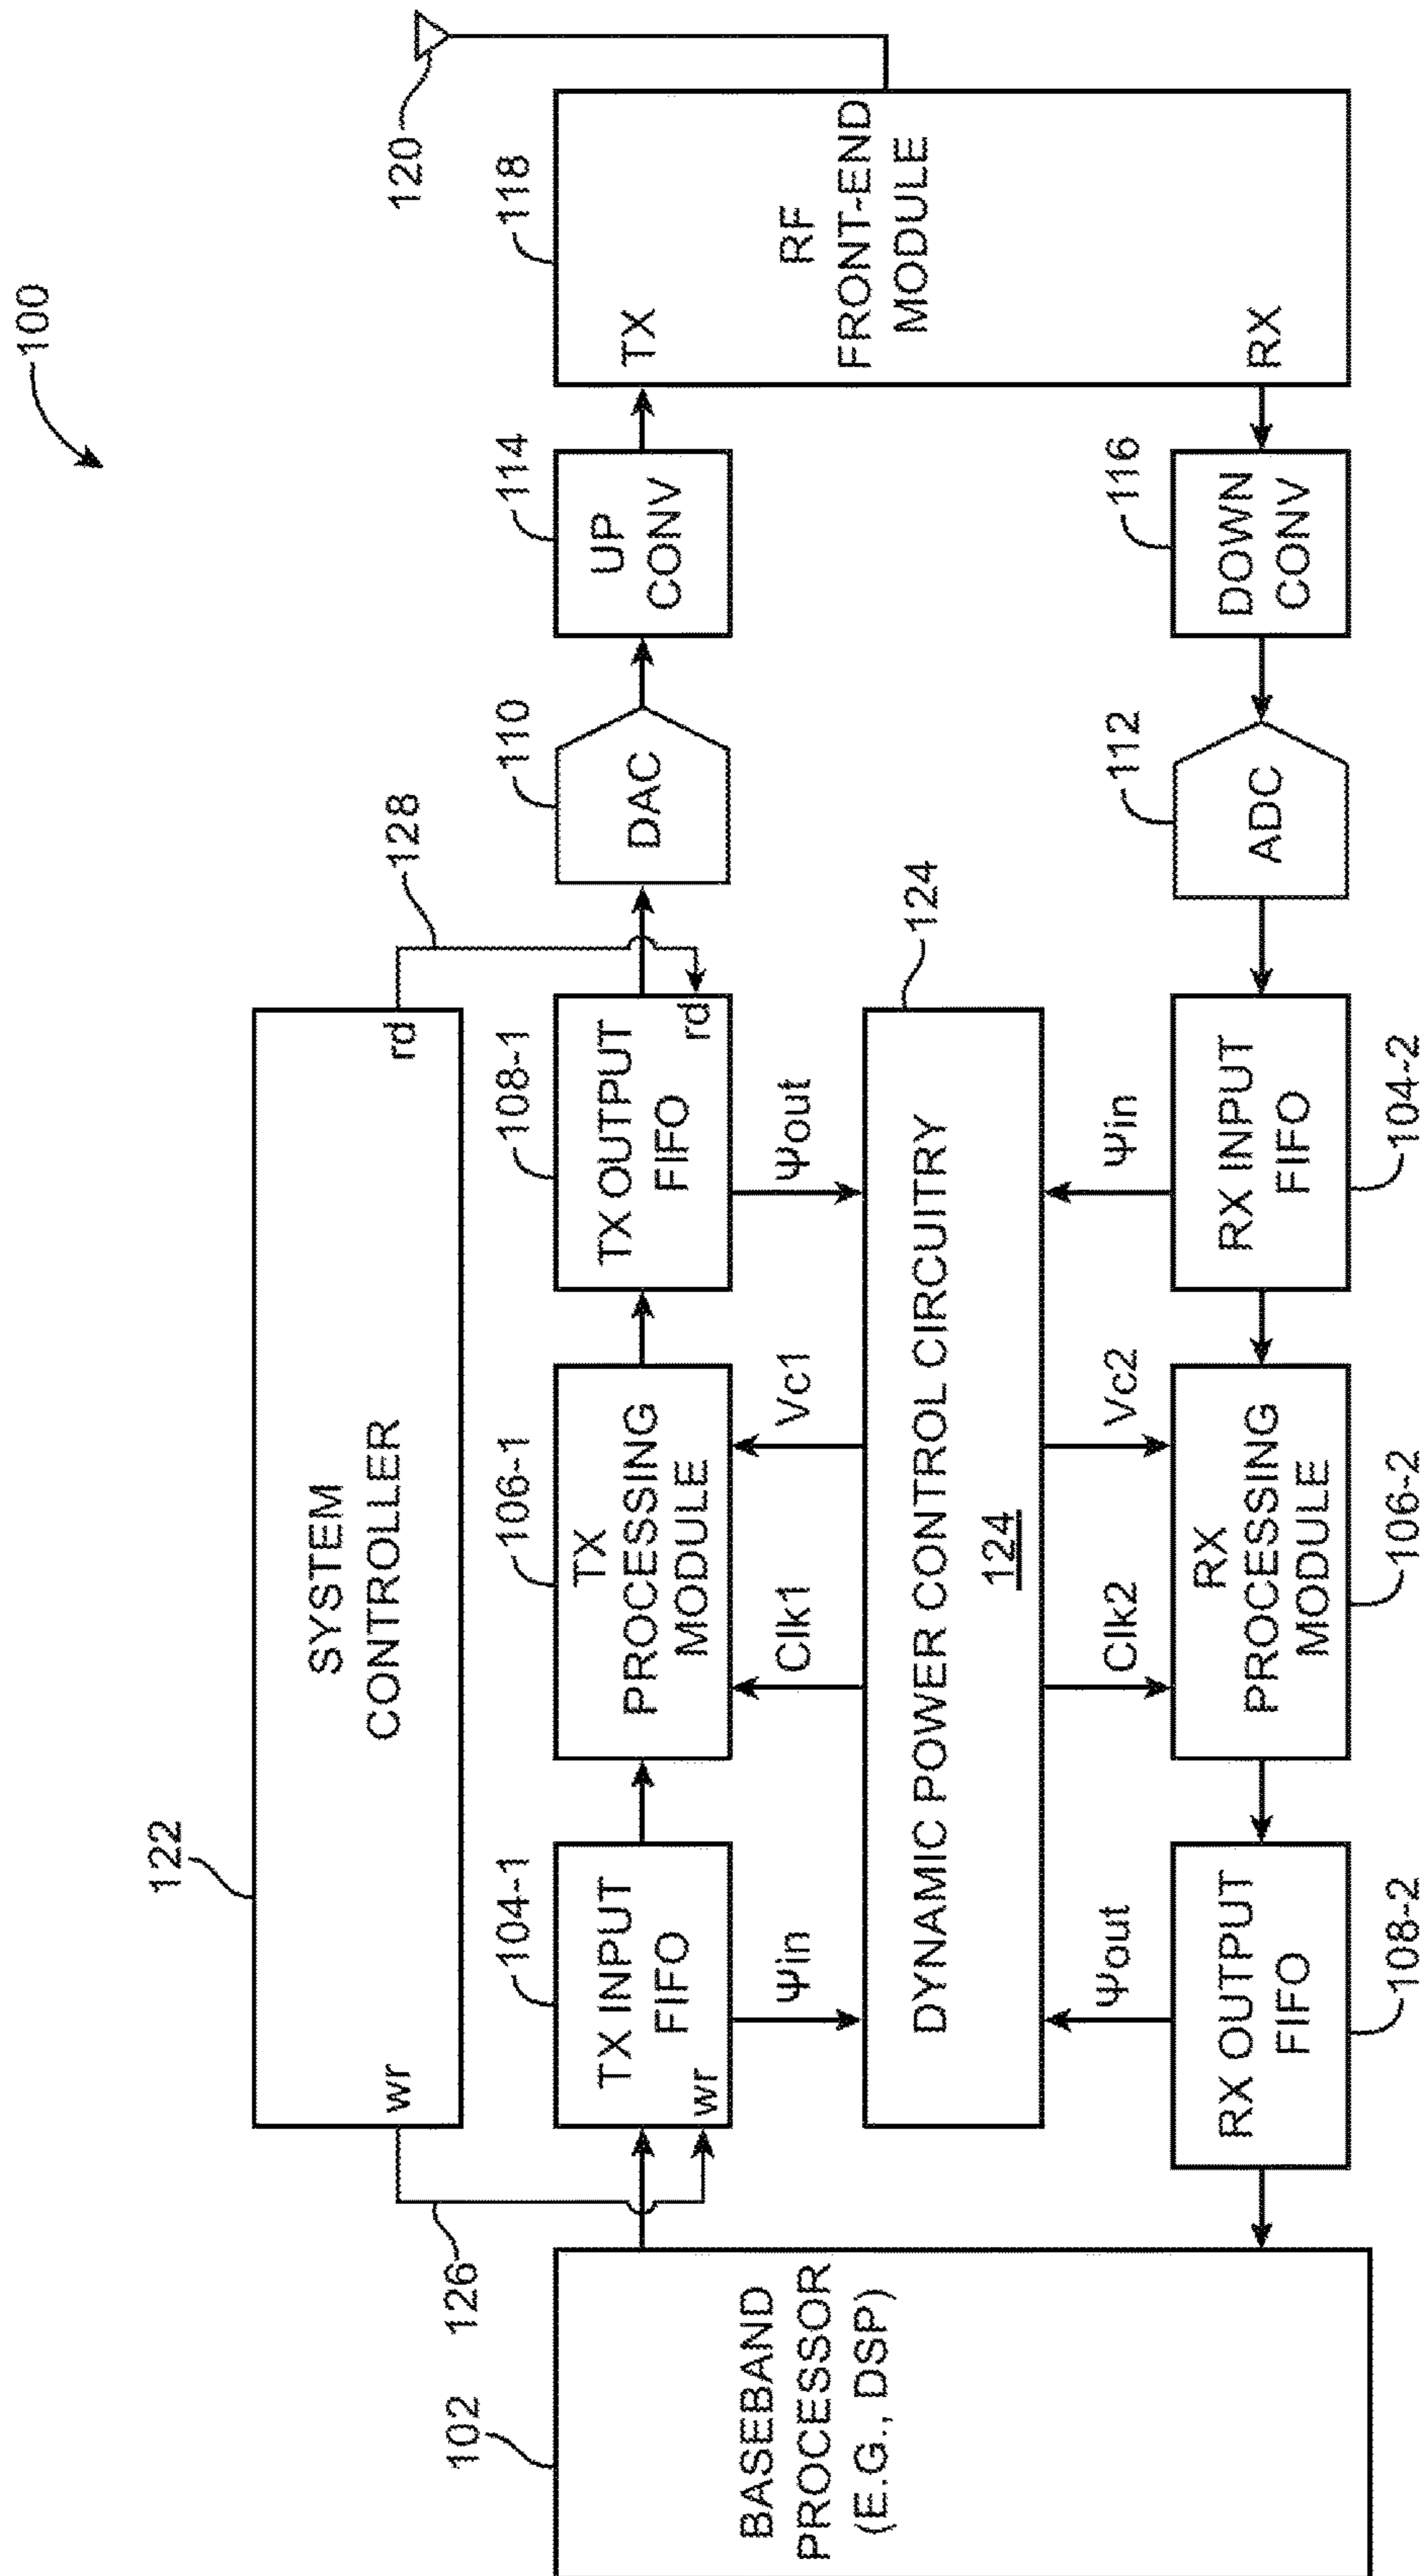 100
122
SYSTEM
CONTROLLER
wr
rd
126
128
120
102
BASEBAND
PROCESSOR
(E.G., DSP)
104-1
TX INPUT
FIFO
wr
106-1
TX
PROCESSING
MODULE
108-1
TX OUTPUT
FIFO
rd
110
DAC
114
UP
CONV
118
TX
RF
FRONT-END
MODULE
RX
Ψin
Clk1
Vc1
Ψout
124
DYNAMIC POWER CONTROL CIRCUITRY
124
Ψout
Clk2
Vc2
Ψin
RX OUTPUT
FIFO
108-2
RX
PROCESSING
MODULE
106-2
RX INPUT
FIFO
104-2
112
ADC
116
DOWN
CONV